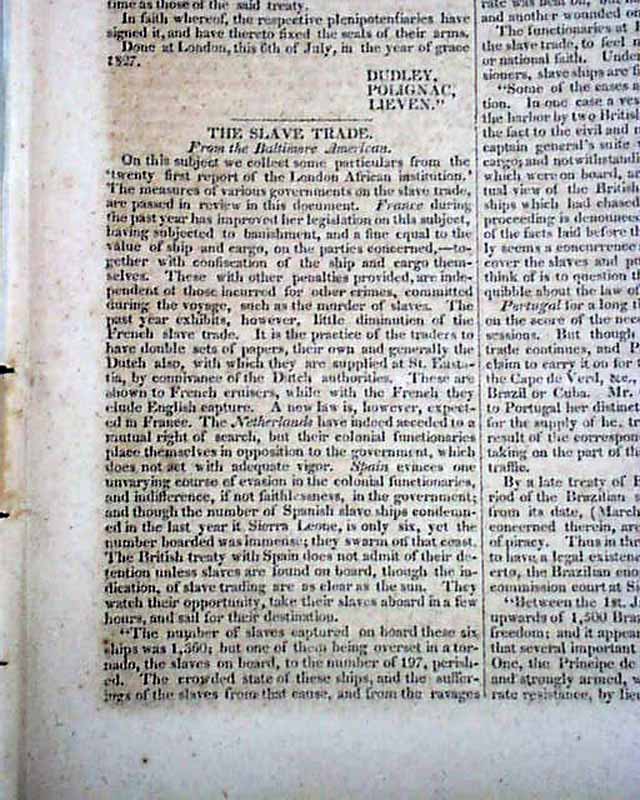 time as those of the said treaty.
In faith whereof, the respective plenipotentiaries have
signed it, and have thereto fixed the seals of their arms.
Done at London, this 6th of July, in the year of grace
1827.
DUDLEY,
POLIGNAC,
LIEVEN."
THE SLAVE TRADE.
From the Baltimore American.
On this subject we collect some particulars from the
'twenty first report of the London African institution.'
The measures of various governments on the slave trade,
are passed in review in this document. France during
the past year has improved her legislation on this subject,
having subjected to banishment, and a fine equal to the
value of ship and cargo, on the parties concerned,—to-
gether with confiscation of the ship and cargo them-
selves. These with other penalties provided, are inde-
pendent of those incurred for other crimes, committed
during the voyage, such as the murder of slaves. The
past year exhibits, however, little diminution of the
French slave trade. It is the practice of the traders to
have double sets of papers, their own and generally the
Dutch also, with which they are supplied at St. Eusta-
tia, by connivance of the Dutch authorities. These are
shown to French cruisers, while with the French they
elude English capture. A new law is, however, expect-
ed in France. The Netherlands have indeed acceded to a
mutual right of search, but their colonial functionaries
place themselves in opposition to the government, which
does not act with adequate vigor. Spain evinces one
unvarying course of evasion in the colonial functionaries,
and indifference, if not faithlessness, in the government;
and though the number of Spanish slave ships condemn-
ed in the last year it Sierra Leone, is only six, yet the
number boarded was immense; they swarm on that coast.
The British treaty with Spain does not admit of their de-
tention unless slaves are found on board, though the in-
dication, of slave trading are as clear as the sun. They
watch their opportunity, take their slaves aboard in a few
hours, and sail for their destination.
"The number of slaves captured on board these six
ships was 1,360; but one of them being overset in a tor-
nado, the slaves on board, to the number of 197, perish-
ed. The crowded state of these ships, and the suffer-
ings of the slaves from that cause, and from the ravages
and another wounded o
The functionaries at
the slave trade, to feel
or national faith. Unde
sioners, slave ships are fi
"Some of the cases a
tion. In one case a ve
the harbor by two British
the fact to the civil and
captain general's suite
cargo; and notwithstand
which were on board, a
tual view of the British
ships which had chased
proceeding is denounce
of the facts laid before th
ly seems a concurrence
cover the slaves and pu
think of is to question t
quibble about the law of
Portugal for a long t
on the score of the nec
sessions. But though
trade continues, and P
claim to carry it on for t
the Cape de Verd, &c.,
Brazil or Cuba. Mr.
to Portugal her distinc
for the supply of
result of the correspon
taking on the part of th
traffic.
By a late treaty of B
riod of the Brazilian
from its date, (March
concerned therein, are
of piracy. Thus in thr
to have a legal existen
erto, the Brazilian eno
commission court at Si
"Between the 1st. J
upwards of 1,500 Braz
freedom; and it appea
that several important
One, the Principe de
and strongly armed, w
rate resistance, by lieu